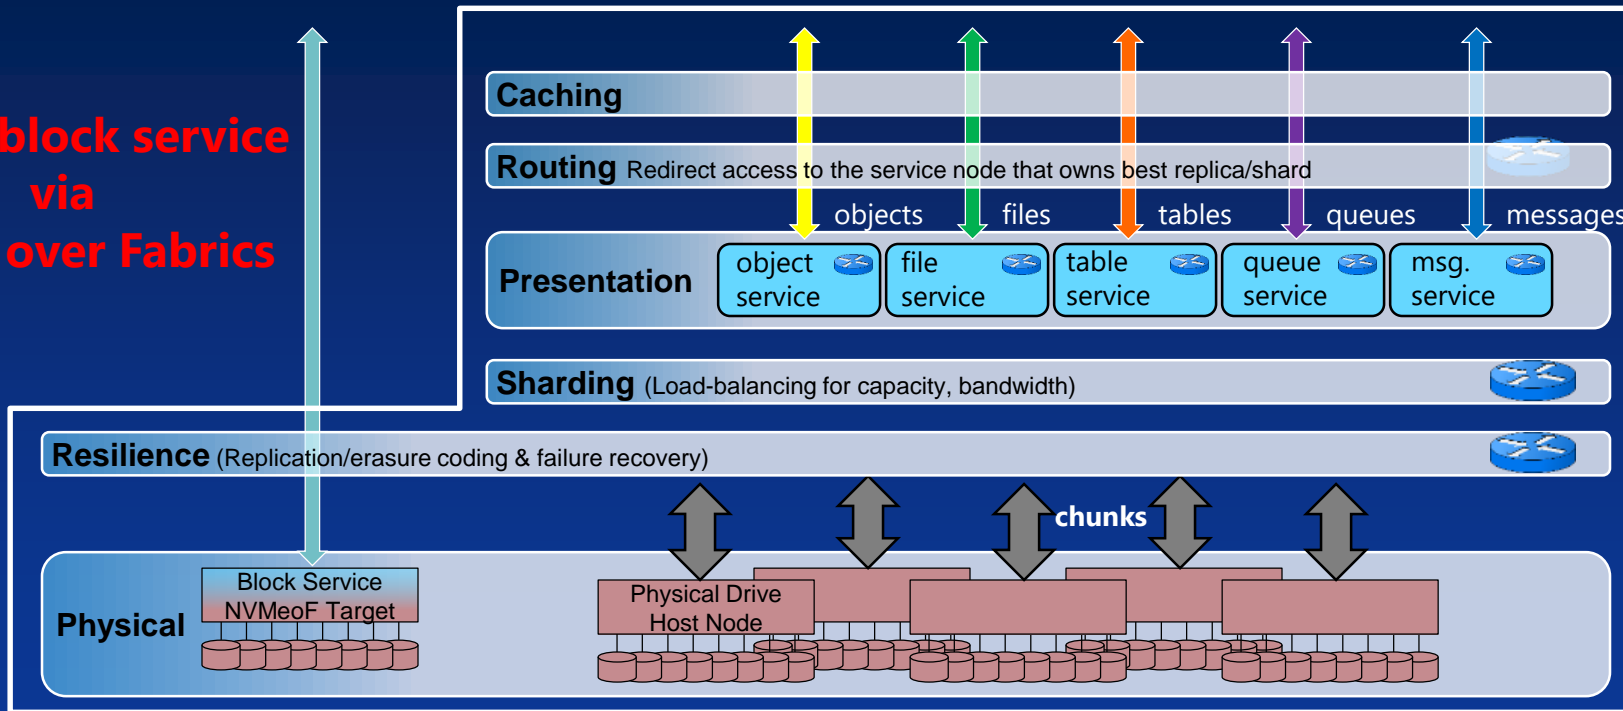 block service
via
over Fabrics
Caching
Routing Redirect access to the service node that owns best replica/shard
objects files tables queues messages
Presentation
object
service
file
service
table
service
queue
service
msg.
service
Sharding (Load-balancing for capacity, bandwidth)
Resilience (Replication/erasure coding & failure recovery)
chunks
Physical
Block Service
NVMeoF Target
Physical Drive
Host Node